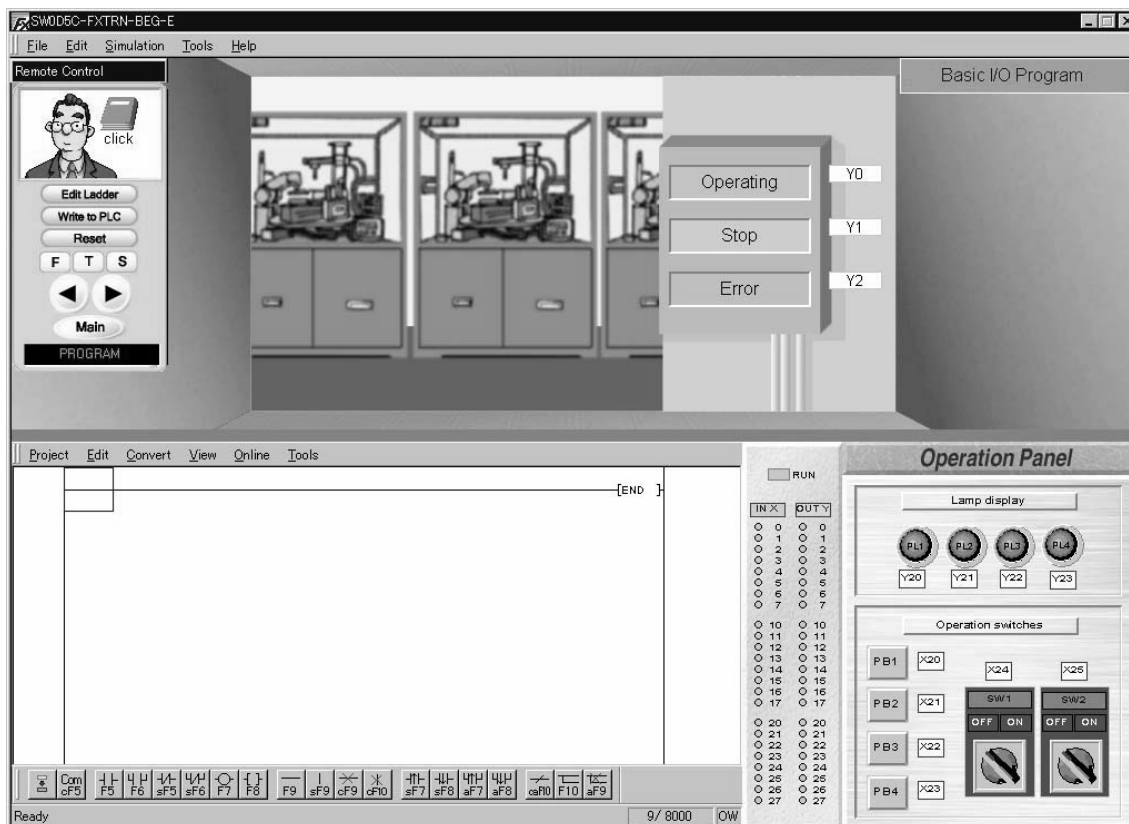 SW0D5C-FXTRN-BEG-E
File Edit Simulation Tools Help
Remote Control
click
Edit Ladder
Write to PLC
Reset
F T S
Main
PROGRAM
Basic I/O Program
Operating Y0
Stop Y1
Error Y2
Project Edit Convert View Online Tools
[END ]
RUN
IN X OUT Y
0 0
1 1
2 2
3 3
4 4
5 5
6 6
7 7
10 10
11 11
12 12
13 13
14 14
15 15
16 16
17 17
20 20
21 21
22 22
23 23
24 24
25 25
26 26
27 27
Operation Panel
Lamp display
PL1 PL2 PL3 PL4
Y20 Y21 Y22 Y23
Operation switches
PB1 X20
PB2 X21
PB3 X22
PB4 X23
X24 X25
SW1 SW2
OFF ON OFF ON
Com
cF5 F5 F6 sF5 sF6 F7 F8 F9 sF9 cF9 cF10 sF7 sF8 aF7 aF8 caF10 F10 aF9
Ready 9/ 8000 OW